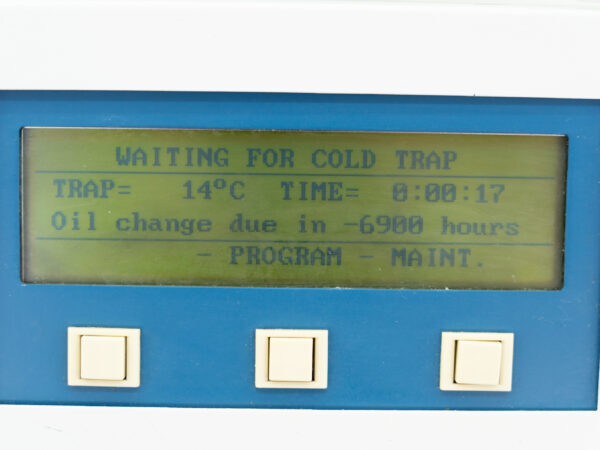 WAITING FOR COLD TRAP
TRAP= 14°C TIME= 0:00:17
Oil change due in -6900 hours
- PROGRAM - MAINT.